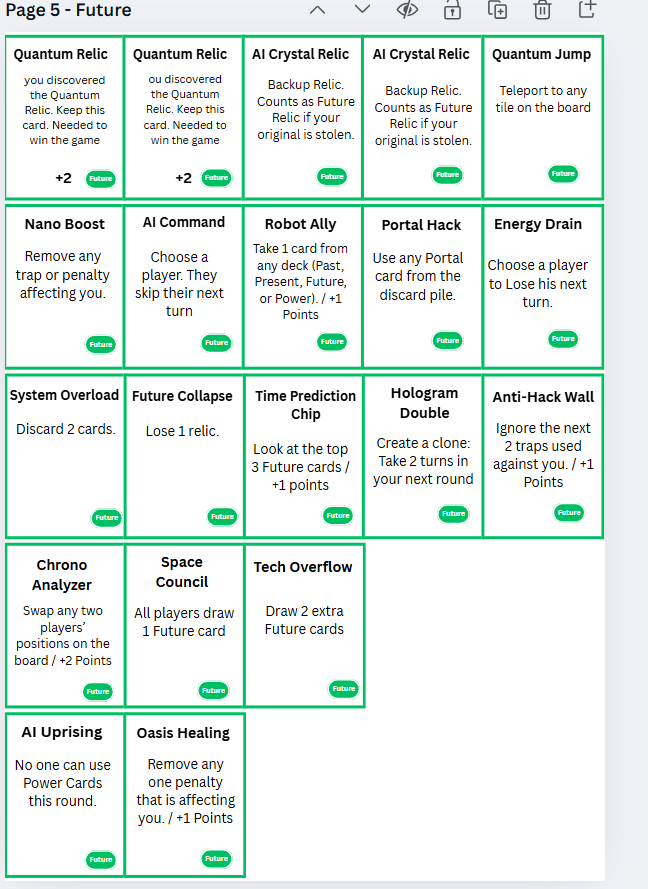 Page 5 - Future
Quantum Relic
you discovered
the Quantum
Relic. Keep this
card. Needed to
win the game
+2
Future
Quantum Relic
ou discovered
the Quantum
Relic. Keep this
card. Needed to
win the game
+2
Future
AI Crystal Relic
Backup Relic.
Counts as Future
Relic if your
original is stolen.
Future
AI Crystal Relic
Backup Relic.
Counts as Future
Relic if your
original is stolen.
Future
Quantum Jump
Teleport to any
tile on the board
Future
Nano Boost
Remove any
trap or penalty
affecting you.
Future
AI Command
Choose a
player. They
skip their next
turn
Future
Robot Ally
Take 1 card from
any deck (Past,
Present, Future,
or Power). / +1
Points
Future
Portal Hack
Use any Portal
card from the
discard pile.
Future
Energy Drain
Choose a player
to Lose his next
turn.
Future
System Overload
Discard 2 cards.
Future
Future Collapse
Lose 1 relic.
Future
Time Prediction
Chip
Look at the top
3 Future cards /
+1 points
Future
Hologram
Double
Create a clone:
Take 2 turns in
your next round
Future
Anti-Hack Wall
Ignore the next
2 traps used
against you. / +1
Points
Future
Chrono
Analyzer
Swap any two
players’
positions on the
board / +2 Points
Future
Space
Council
All players draw
1 Future card
Future
Tech Overflow
Draw 2 extra
Future cards
Future
AI Uprising
No one can use
Power Cards
this round.
Future
Oasis Healing
Remove any
one penalty
that is affecting
you. / +1 Points
Future